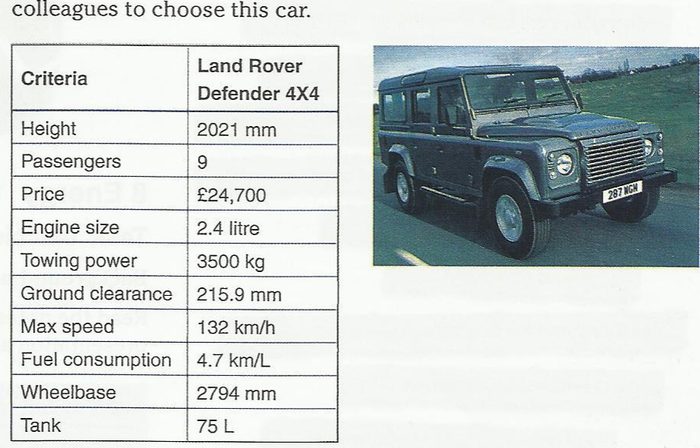 colleagues to choose this car.
Criteria Land Rover Defender 4X4
Height 2021 mm
Passengers 9
Price £24,700
Engine size 2.4 litre
Towing power 3500 kg
Ground clearance 215.9 mm
Max speed 132 km/h
Fuel consumption 4.7 km/L
Wheelbase 2794 mm
Tank 75 L
287 WGM